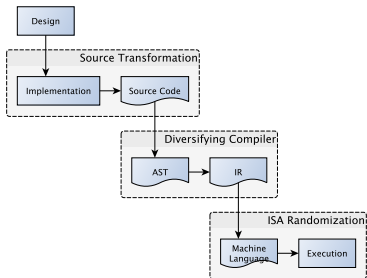 Design
Source Transformation
Implementation
Source Code
Diversifying Compiler
AST
IR
ISA Randomization
Machine
Language
Execution